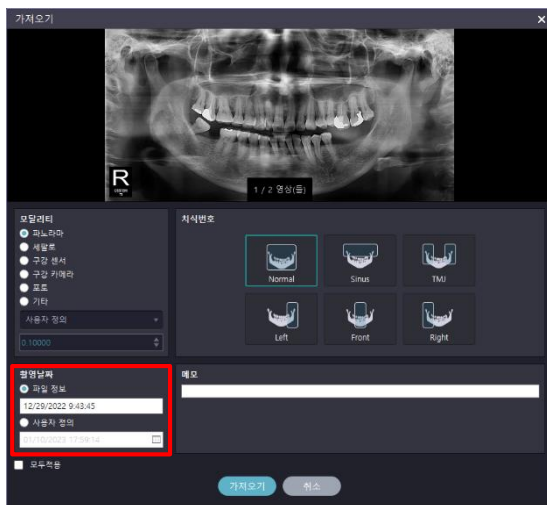 가져오기
R
1 / 2 영상(들)
모달리티
파노라마
세팔로
구강 센서
구강 카메라
포토
기타
사용자 정의
0.10000
치식번호
Normal
Sinus
TMJ
Left
Front
Right
촬영날짜
파일 정보
12/29/2022 9:43:45
사용자 정의
01/10/2023 17:59:14
메모
모두적용
가져오기
취소